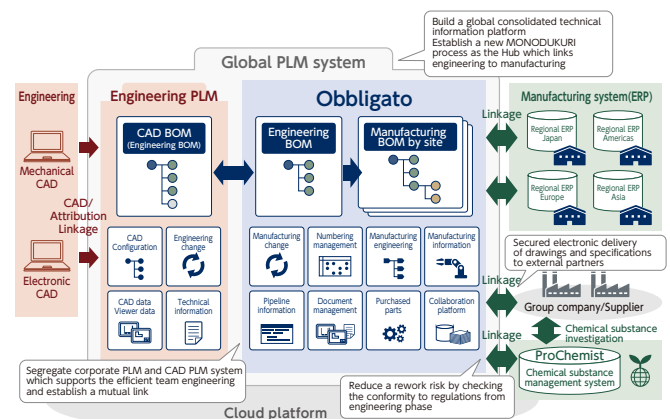 Build a global consolidated technical
information platform
Establish a new MONODUKURI
process as the Hub which links
engineering to manufacturing
Global PLM system
Engineering
Engineering PLM
Obbligato
Linkage
Manufacturing system(ERP)
CAD BOM
(Engineering BOM)
Engineering
BOM
Manufacturing
BOM by site
Regional ERP
Japan
Regional ERP
Americas
Regional ERP
Europe
Regional ERP
Asia
Mechanical
CAD
CAD/
Attribution
Linkage
Electronic
CAD
CAD
Configuration
Engineering
change
Manufacturing
change
Numbering
management
Manufacturing
engineering
Manufacturing
information
CAD data
Viewer data
Technical
information
Pipeline
information
Document
management
Purchased
parts
Collaboration
platform
Secured electronic delivery
of drawings and specifications
to external partners
Linkage
Group company/Supplier
Linkage
Chemical substance
investigation
ProChemist
Chemical substance
management system
Segregate corporate PLM and CAD PLM system
which supports the efficient team engineering
and establish a mutual link
Reduce a rework risk by checking
the conformity to regulations from
engineering phase
Cloud platform